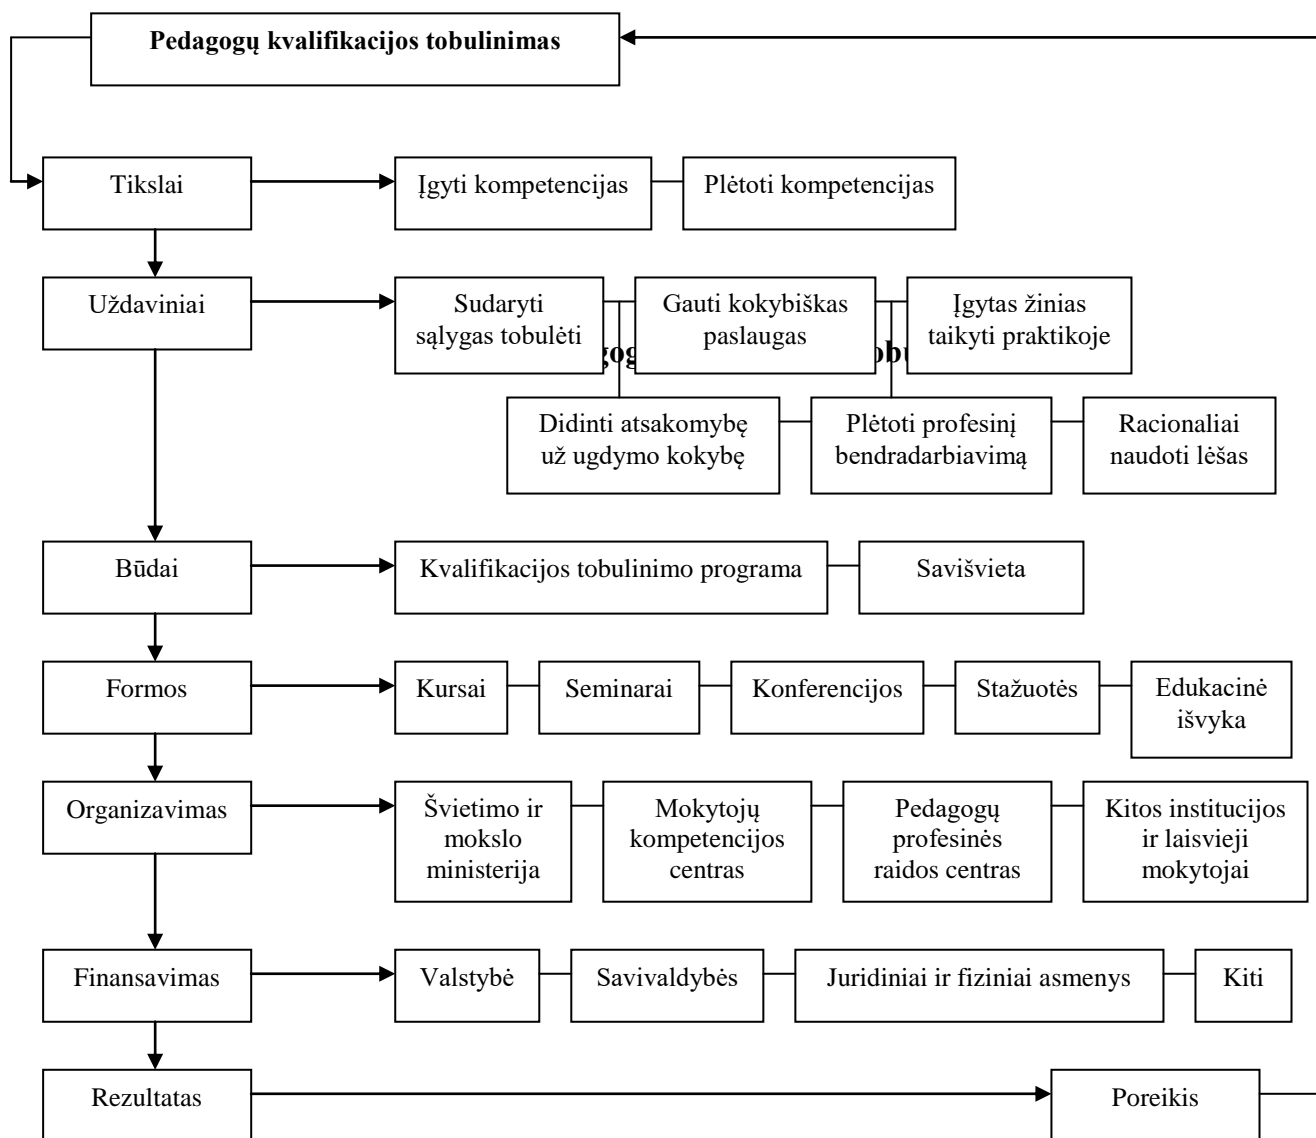 Pedagogų kvalifikacijos tobulinimas
Tikslai
Įgyti kompetencijas
Plėtoti kompetencijas
Uždaviniai
Sudaryti
sąlygas tobulėti
Gauti kokybiškas
paslaugas
Įgytas žinias
taikyti praktikoje
Didinti atsakomybę
už ugdymo kokybę
Plėtoti profesinį
bendradarbiavimą
Racionaliai
naudoti lėšas
Būdai
Kvalifikacijos tobulinimo programa
Savišvieta
Formos
Kursai
Seminarai
Konferencijos
Stažuotės
Edukacinė
išvyka
Organizavimas
Švietimo ir
mokslo
ministerija
Mokytojų
kompetencijos
centras
Pedagogų
profesinės
raidos centras
Kitos institucijos
ir laisvieji
mokytojai
Finansavimas
Valstybė
Savivaldybės
Juridiniai ir fiziniai asmenys
Kiti
Rezultatas
Poreikis